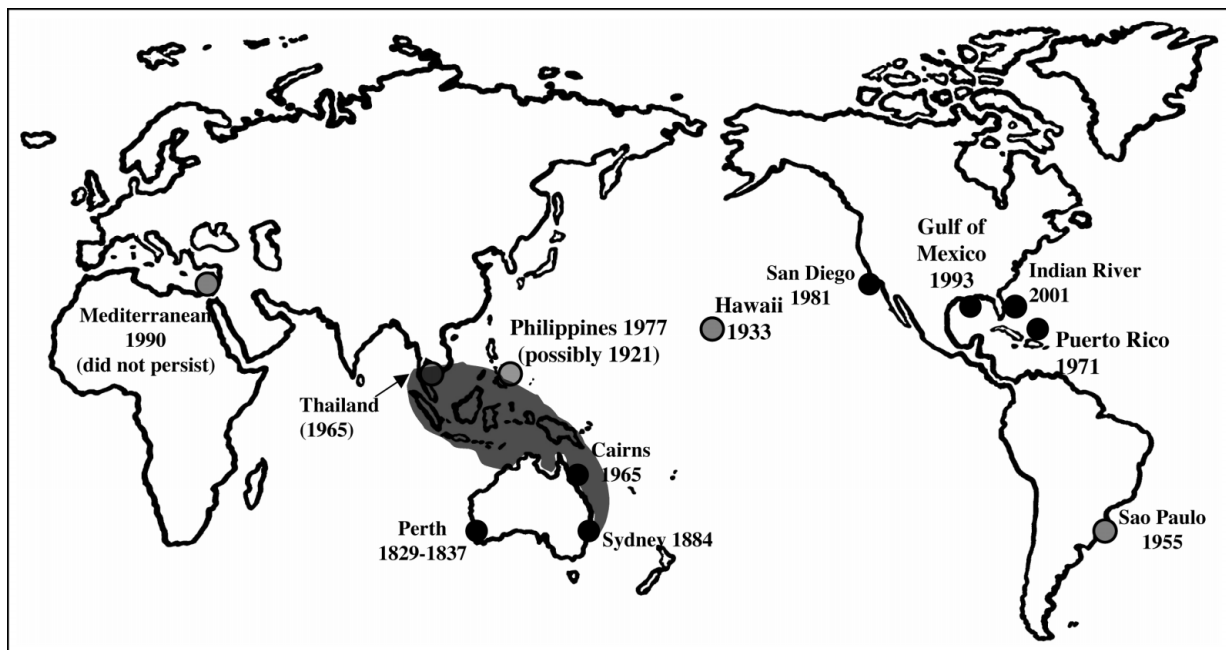 Gulf of
Mexico
1993
Indian River
2001
San Diego
1981
Hawaii
1933
Mediterranean
1990
(did not persist)
Philippines 1977
(possibly 1921)
Puerto Rico
1971
Thailand
(1965)
Cairns
1965
Perth
1829-1837
Sydney 1884
Sao Paulo
1955